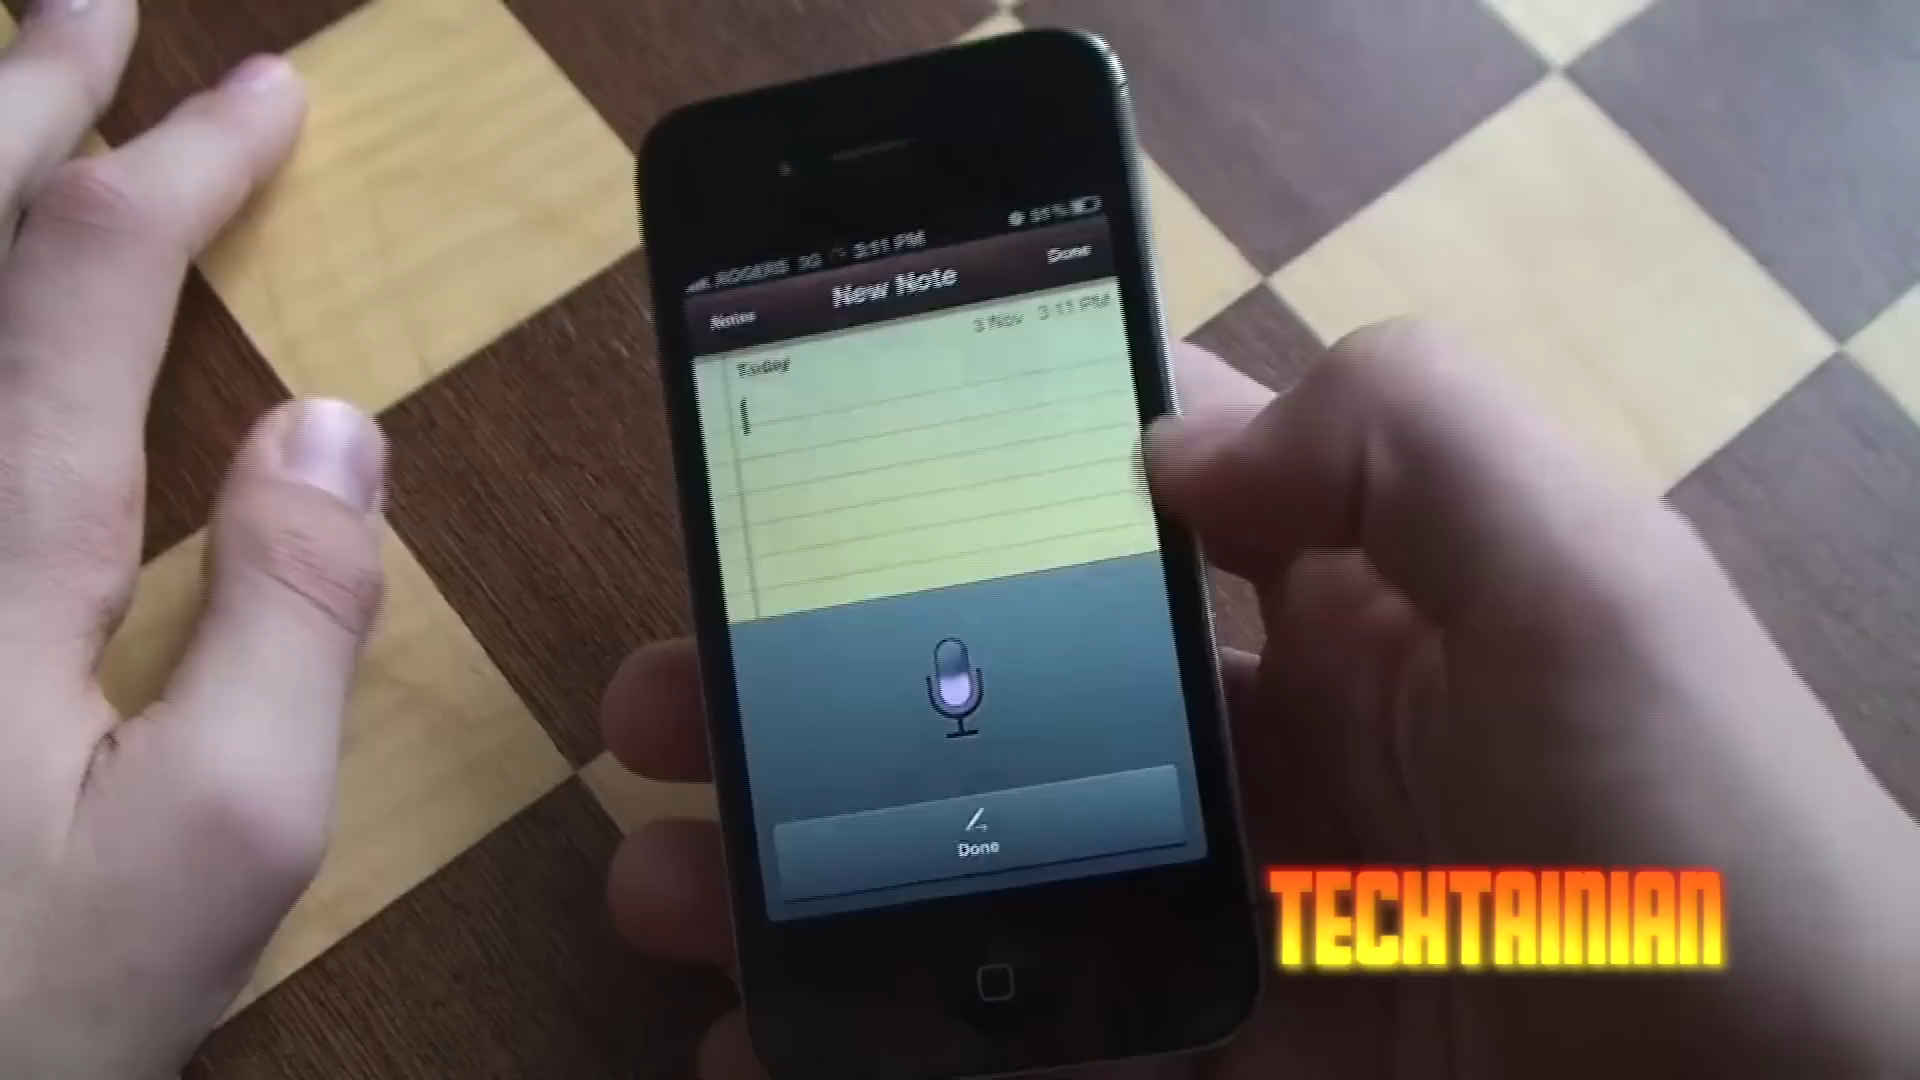 ROGERS 3G 3:11 PM
Notes
New Note
Done
Today
3 Nov 3:11 PM
Done
TECHTAINIAN